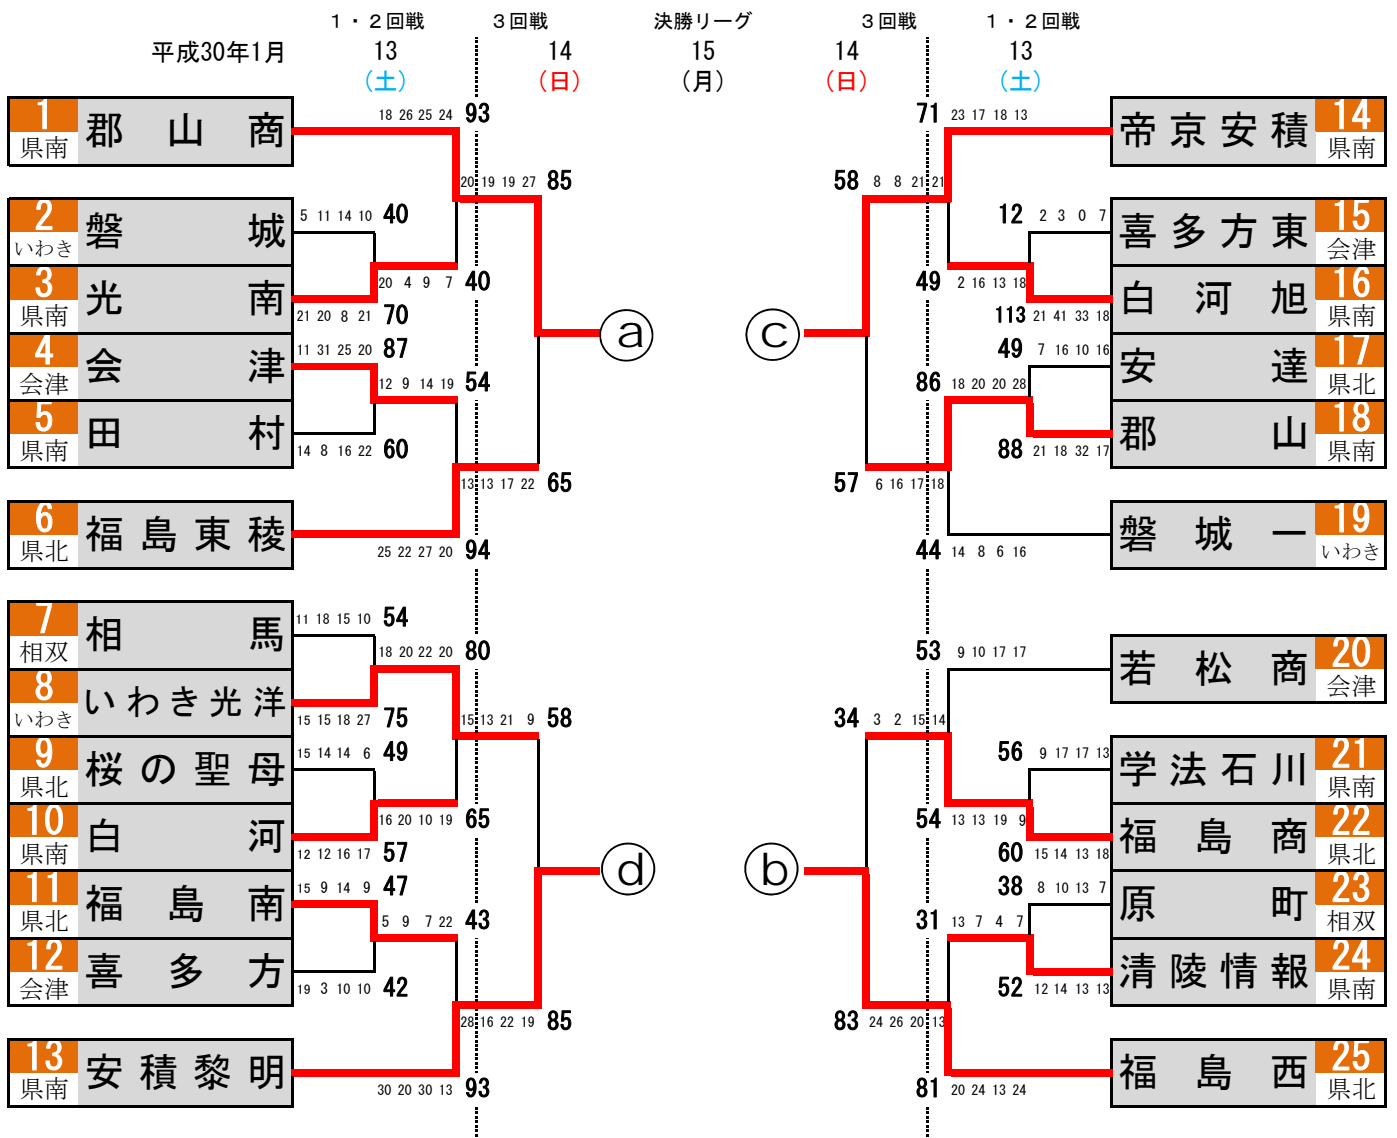 1・2回戦 3回戦 決勝リーグ 3回戦 1・2回戦
平成30年1月 13 14 15 14 13
(土) (日) (月) (日) (土)
1 県南 郡山商
18 26 25 24 93
20 19 19 27 85
2 いわき 磐城
5 11 14 10 40
3 県南 光南
20 4 9 7 40
21 20 8 21 70
4 会津 会津
11 31 25 20 87
12 9 14 19 54
5 県南 田村
14 8 16 22 60
13 13 17 22 65
6 県北 福島東稜
25 22 27 20 94
a
7 相双 相馬
11 18 15 10 54
18 20 22 20 80
8 いわき いわき光洋
15 15 18 27 75
15 13 21 9 58
9 県北 桜の聖母
15 14 14 6 49
10 県南 白河
16 20 10 19 65
12 12 16 17 57
11 県北 福島南
15 9 14 9 47
5 9 7 22 43
12 会津 喜多方
19 3 10 10 42
28 16 22 19 85
13 県南 安積黎明
30 20 30 13 93
d
71 23 17 18 13
帝京安積 14 県南
58 8 8 21 21
12 2 3 0 7
喜多方東 15 会津
49 2 16 13 18
白河旭 16 県南
113 21 41 33 18
49 7 16 10 16
安達 17 県北
86 18 20 20 28
郡山 18 県南
88 21 18 32 17
57 6 16 17 18
磐城一 19 いわき
44 14 8 6 16
c
53 9 10 17 17
若松商 20 会津
34 3 2 15 14
56 9 17 17 13
学法石川 21 県南
54 13 13 19 9
福島商 22 県北
60 15 14 13 18
38 8 10 13 7
原町 23 相双
31 13 7 4 7
清陵情報 24 県南
52 12 14 13 13
83 24 26 20 13
福島西 25 県北
81 20 24 13 24
b